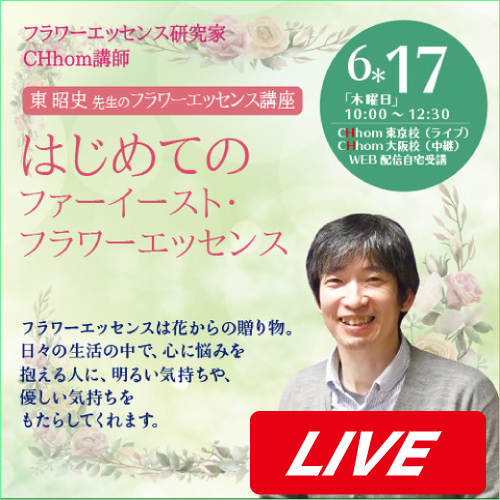 フラワーエッセンス研究家
CHhom講師
東 昭史 先生のフラワーエッセンス講座
はじめての
ファーイースト・
フラワーエッセンス
6*17
「木曜日」
10:00～12:30
CHhom 東京校（ライブ）
CHhom 大阪校（中継）
WEB 配信自宅受講
フラワーエッセンスは花からの贈り物。
日々の生活の中で、心に悩みを
抱える人に、明るい気持ちや、
優しい気持ちを
もたらしてくれます。
LIVE